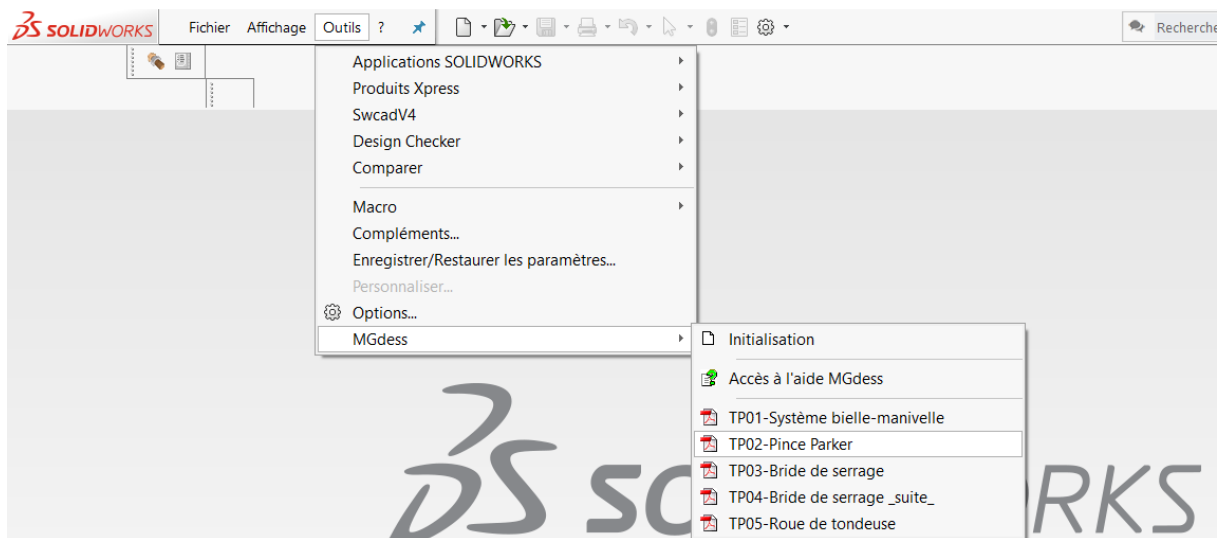 SOLIDWORKS Fichier Affichage Outils ? Recherche
Applications SOLIDWORKS
Produits Xpress
SwcadV4
Design Checker
Comparer
Macro
Compléments...
Enregistrer/Restaurer les paramètres...
Personnaliser...
Options...
MGdess
Initialisation
Accès à l'aide MGdess
TP01-Système bielle-manivelle
TP02-Pince Parker
TP03-Bride de serrage
TP04-Bride de serrage _suite_
TP05-Roue de tondeuse
SO RKS